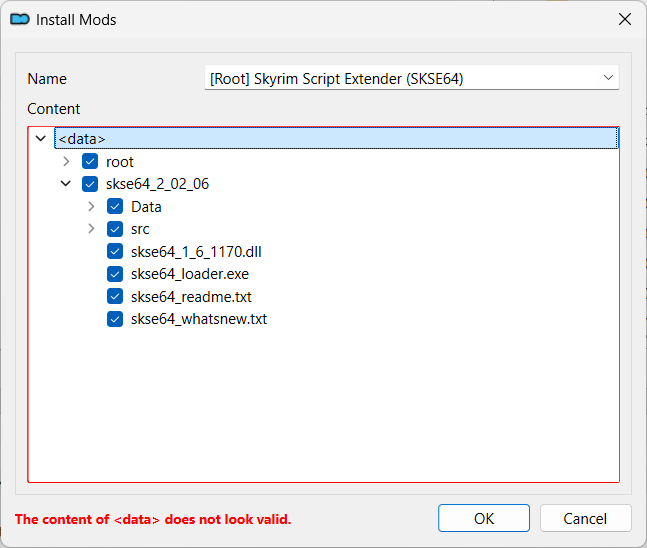 Install Mods
Name
[Root] Skyrim Script Extender (SKSE64)
Content
<data>
root
skse64_2_02_06
Data
src
skse64_1_6_1170.dll
skse64_loader.exe
skse64_readme.txt
skse64_whatsnew.txt
The content of <data> does not look valid.
OK
Cancel